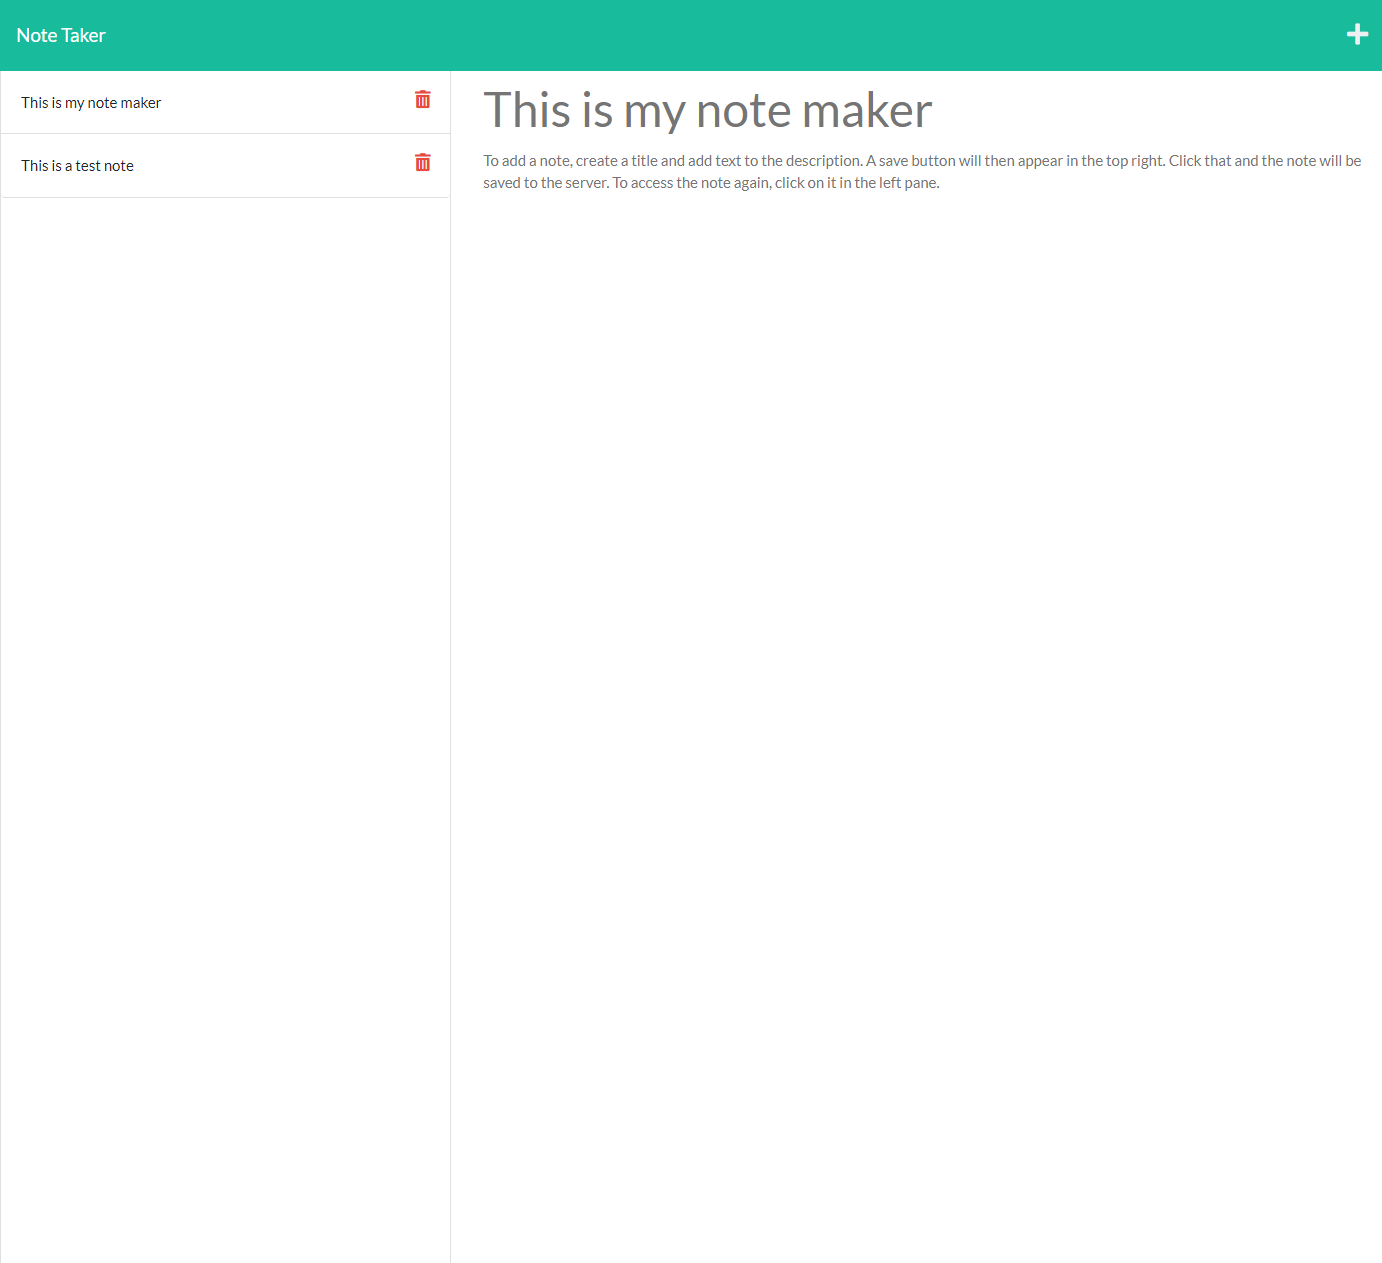 Note Taker
This is my note maker
This is a test note
This is my note maker
To add a note, create a title and add text to the description. A save button will then appear in the top right. Click that and the note will be
saved to the server. To access the note again, click on it in the left pane.